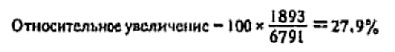 Относительное увеличение = 100 × 1893/6791 = 27.9%